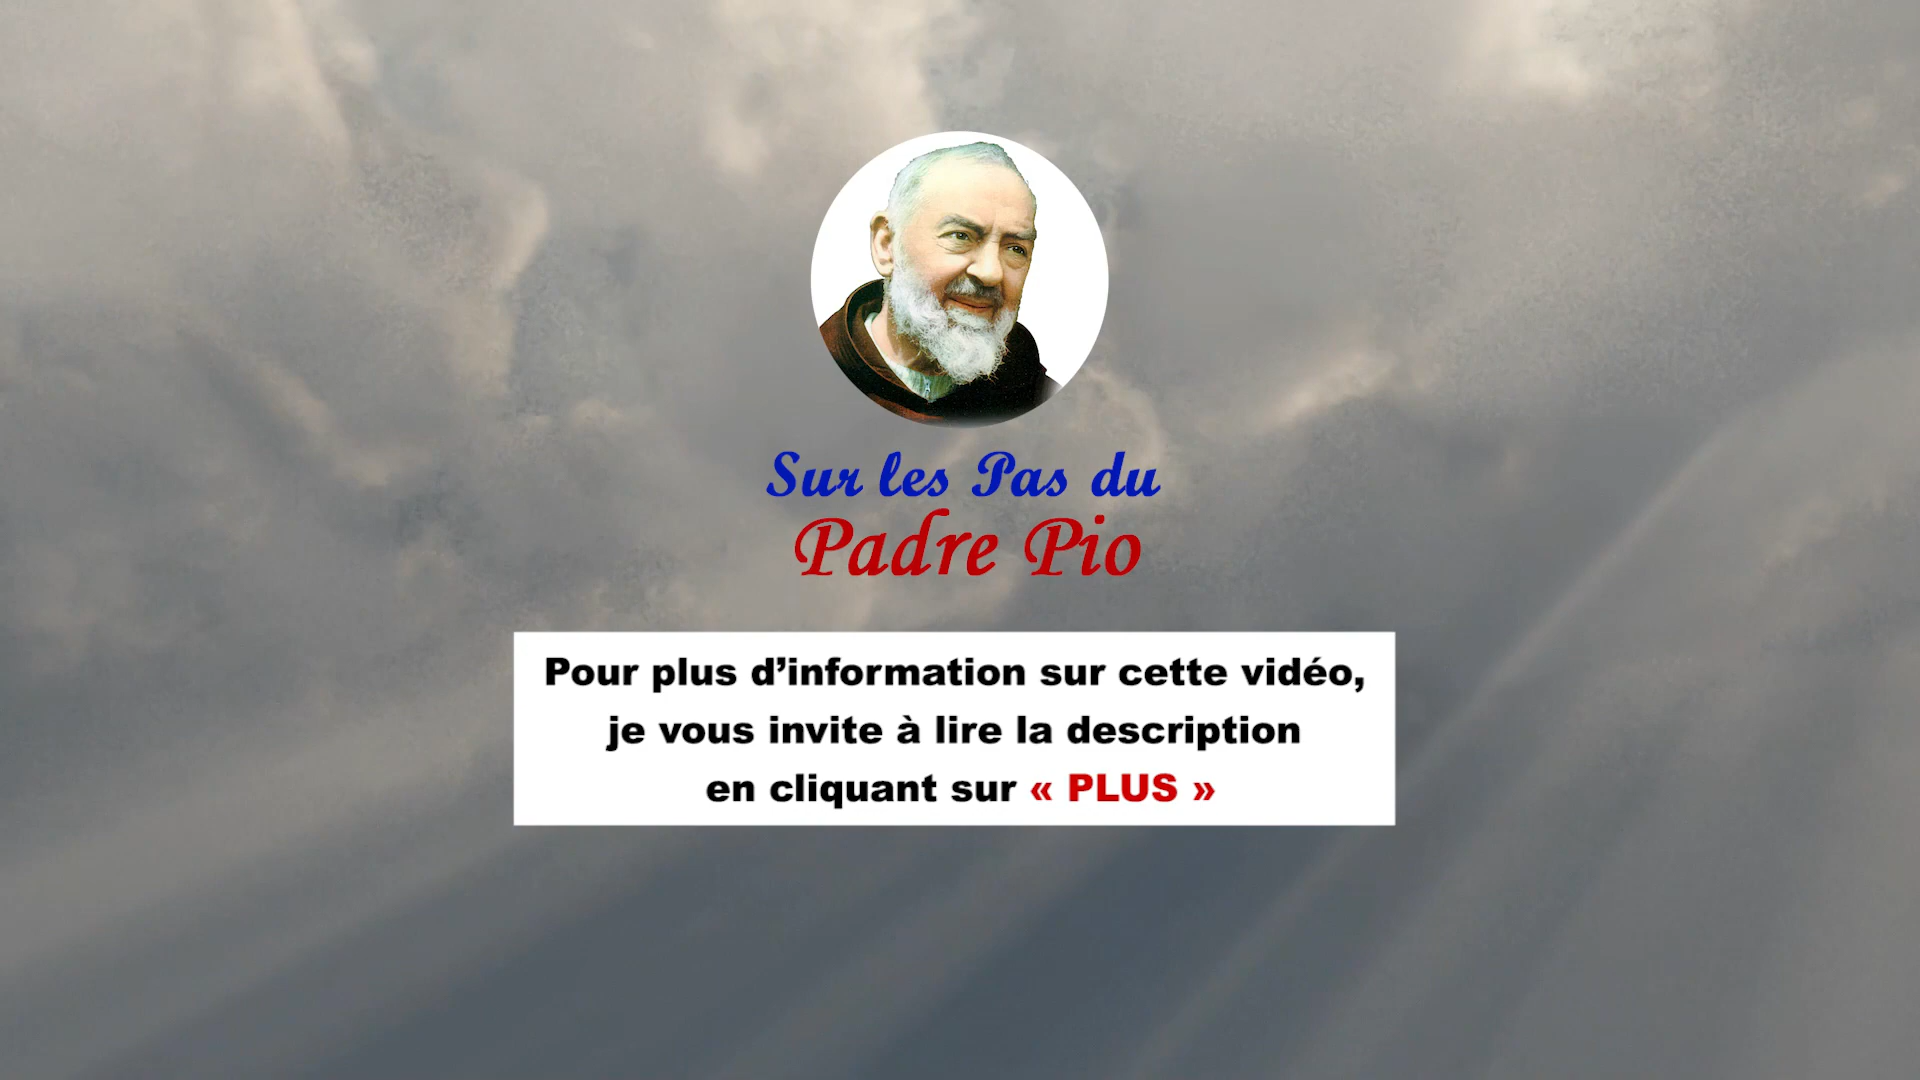 Sur les Pas du
Padre Pio
Pour plus d’information sur cette vidéo,
je vous invite à lire la description
en cliquant sur « PLUS »